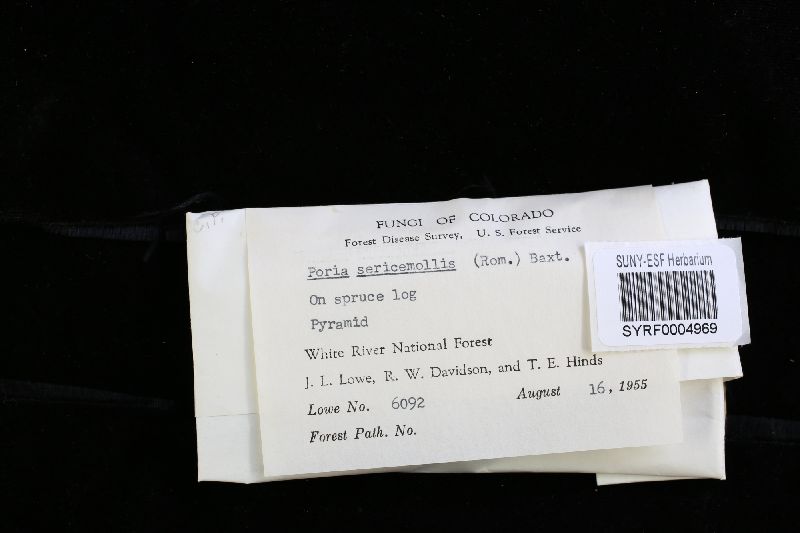 FUNGI OF COLORADO
Forest Disease Survey, U. S. Forest Service
Poria sericemollis (Rom.) Baxt.
On spruce log
Pyramid
White River National Forest
J. L. Lowe, R. W. Davidson, and T. E. Hinds
Lowe No. 6092 August 16, 1955
Forest Path. No.
SUNY-ESF Herbarium
SYRF0004969